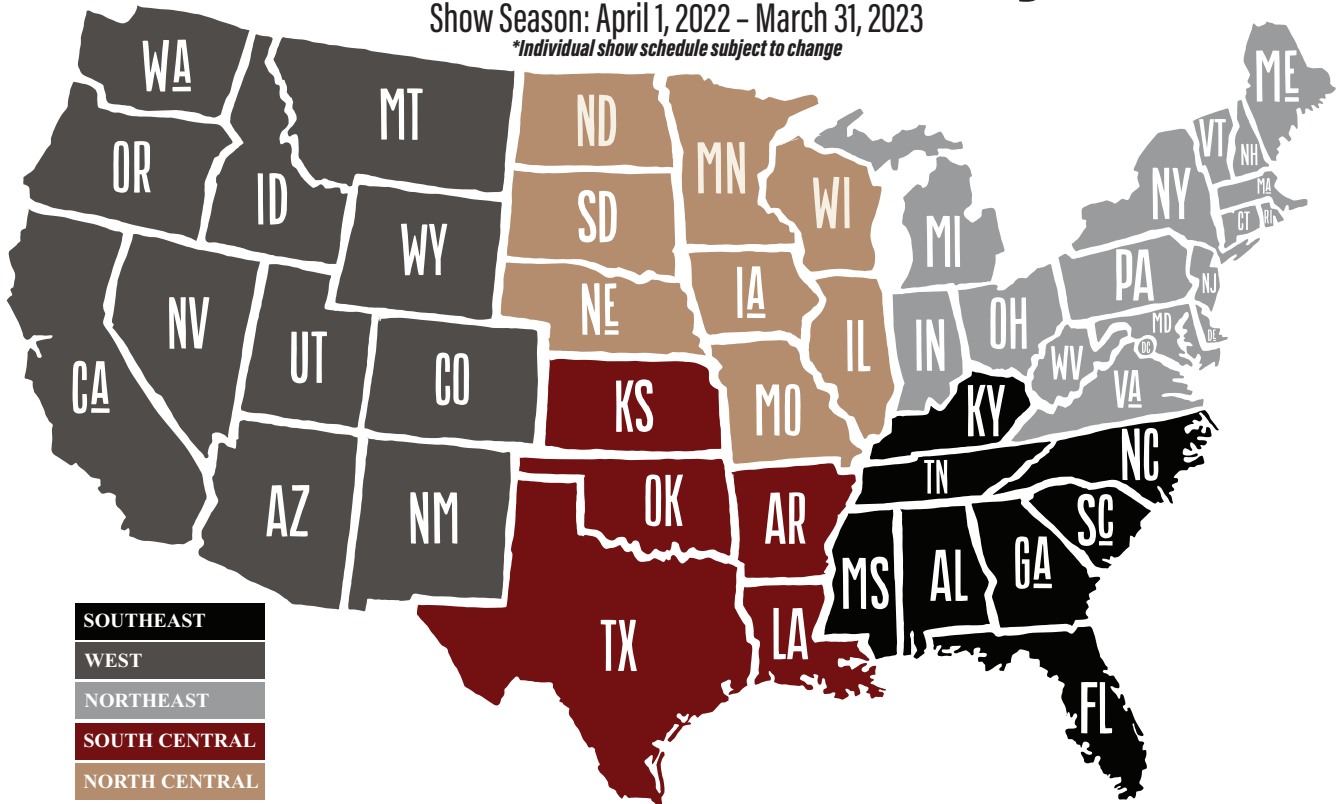 Show Season: April 1, 2022 – March 31, 2023
*Individual show schedule subject to change
WA
MT
ND
MN
ME
OR
ID
SD
WI
VT
NH
NY
MA
CT
RI
WY
MI
NV
UT
CO
NE
IA
IL
IN
OH
PA
NJ
MD
DE
DC
WV
VA
CA
KS
MO
KY
NC
TN
AZ
NM
OK
AR
SC
MS
AL
GA
TX
LA
FL
SOUTHEAST
WEST
NORTHEAST
SOUTH CENTRAL
NORTH CENTRAL